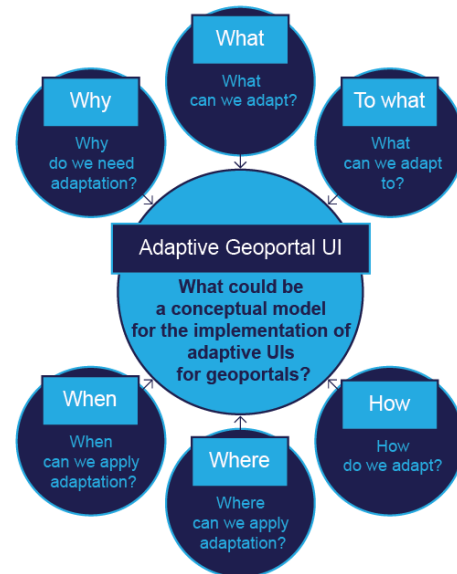 What
What
can we adapt?
Why
Why
do we need
adaptation?
To what
What
can we adapt
to?
Adaptive Geoportal UI
What could be
a conceptual model
for the implementation of
adaptive UIs
for geoportals?
When
When
can we apply
adaptation?
Where
Where
can we apply
adaptation?
How
How
do we adapt?